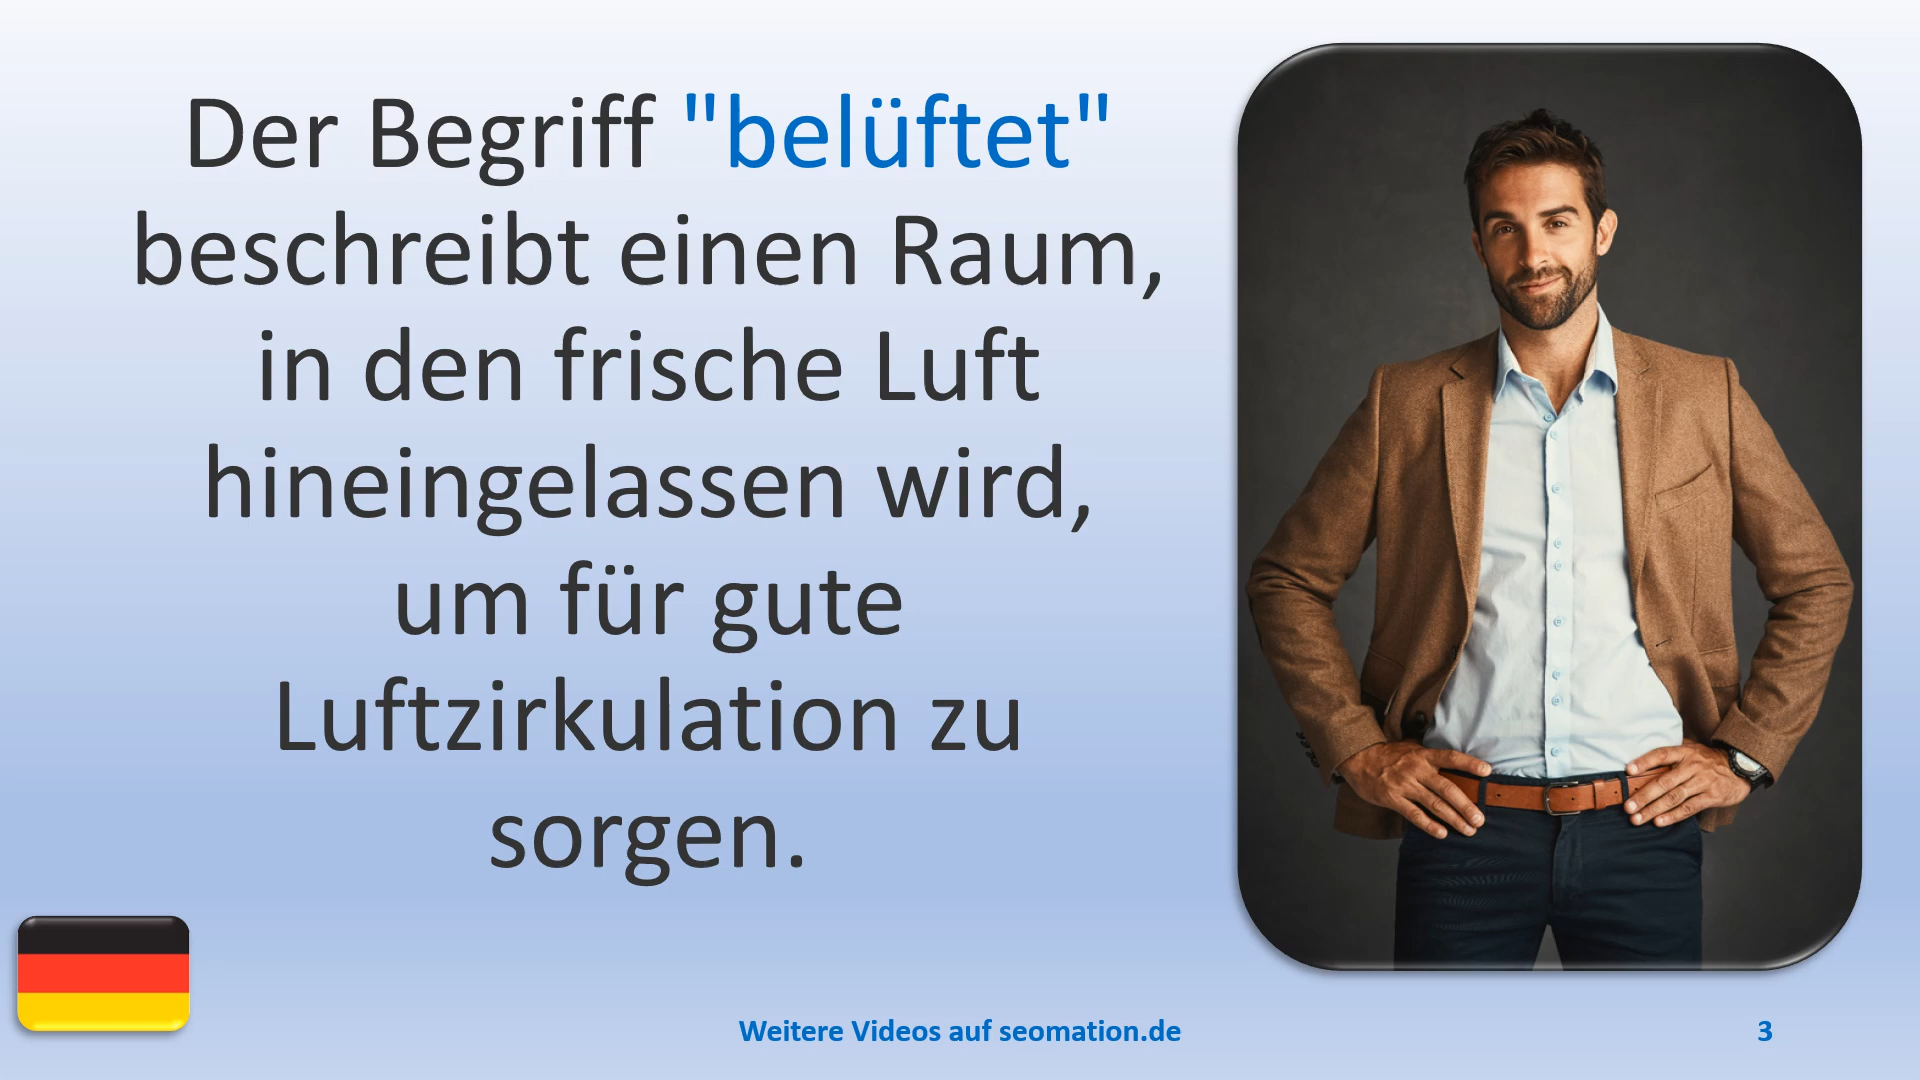 Der Begriff "belüftet"
beschreibt einen Raum,
in den frische Luft
hineingelassen wird,
um für gute
Luftzirkulation zu
sorgen.
Weitere Videos auf seomation.de
3